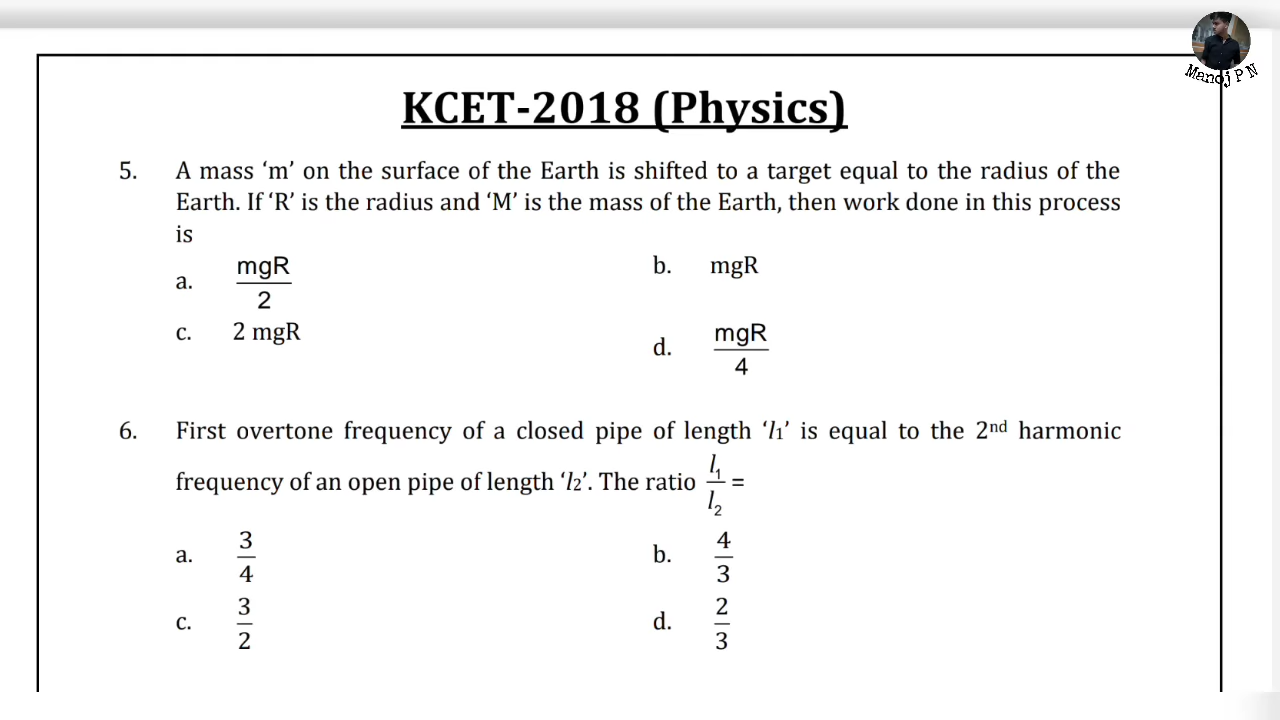 Manoj P N
KCET-2018 (Physics)
5. A mass ‘m’ on the surface of the Earth is shifted to a target equal to the radius of the
Earth. If ‘R’ is the radius and ‘M’ is the mass of the Earth, then work done in this process
is
a. mgR/2 b. mgR
c. 2 mgR d. mgR/4
6. First overtone frequency of a closed pipe of length ‘l1’ is equal to the 2nd harmonic
frequency of an open pipe of length ‘l2’. The ratio l1/l2 =
a. 3/4 b. 4/3
c. 3/2 d. 2/3